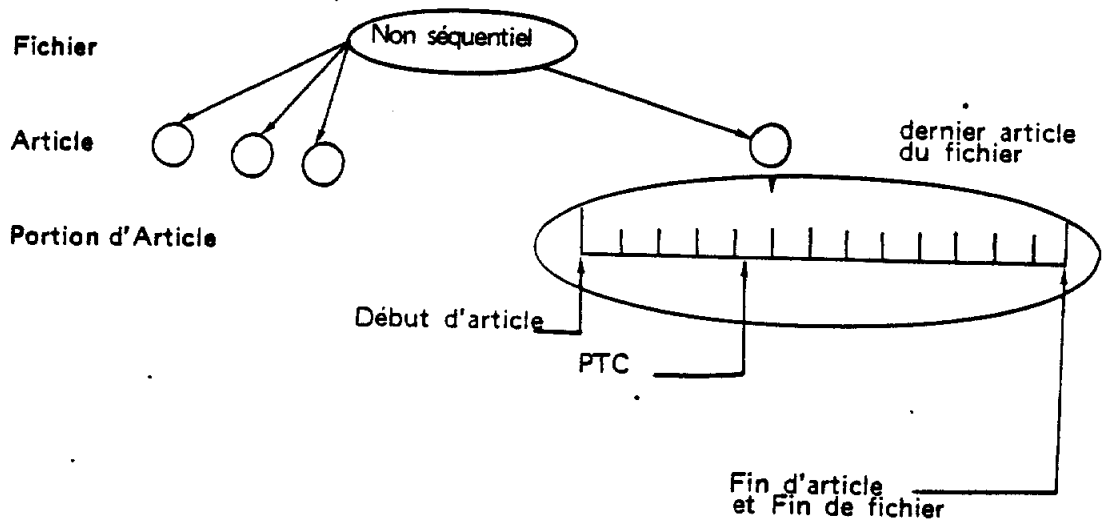 Fichier
Non séquentiel
Article
dernier article
du fichier
Portion d'Article
Début d'article
PTC
Fin d'article
et Fin de fichier